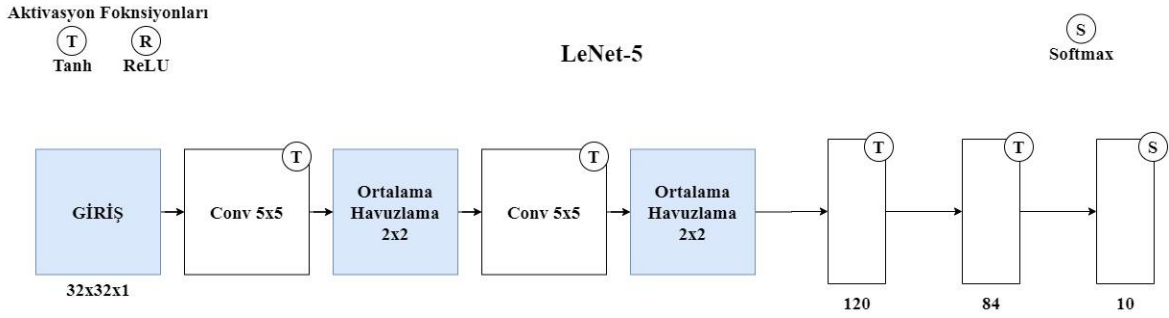 Aktivasyon Foknsiyonları
T
R
Tanh
ReLU
LeNet-5
S
Softmax
GİRİŞ
32x32x1
T
Conv 5x5
Ortalama
Havuzlama
2x2
T
Conv 5x5
Ortalama
Havuzlama
2x2
T
120
T
84
S
10